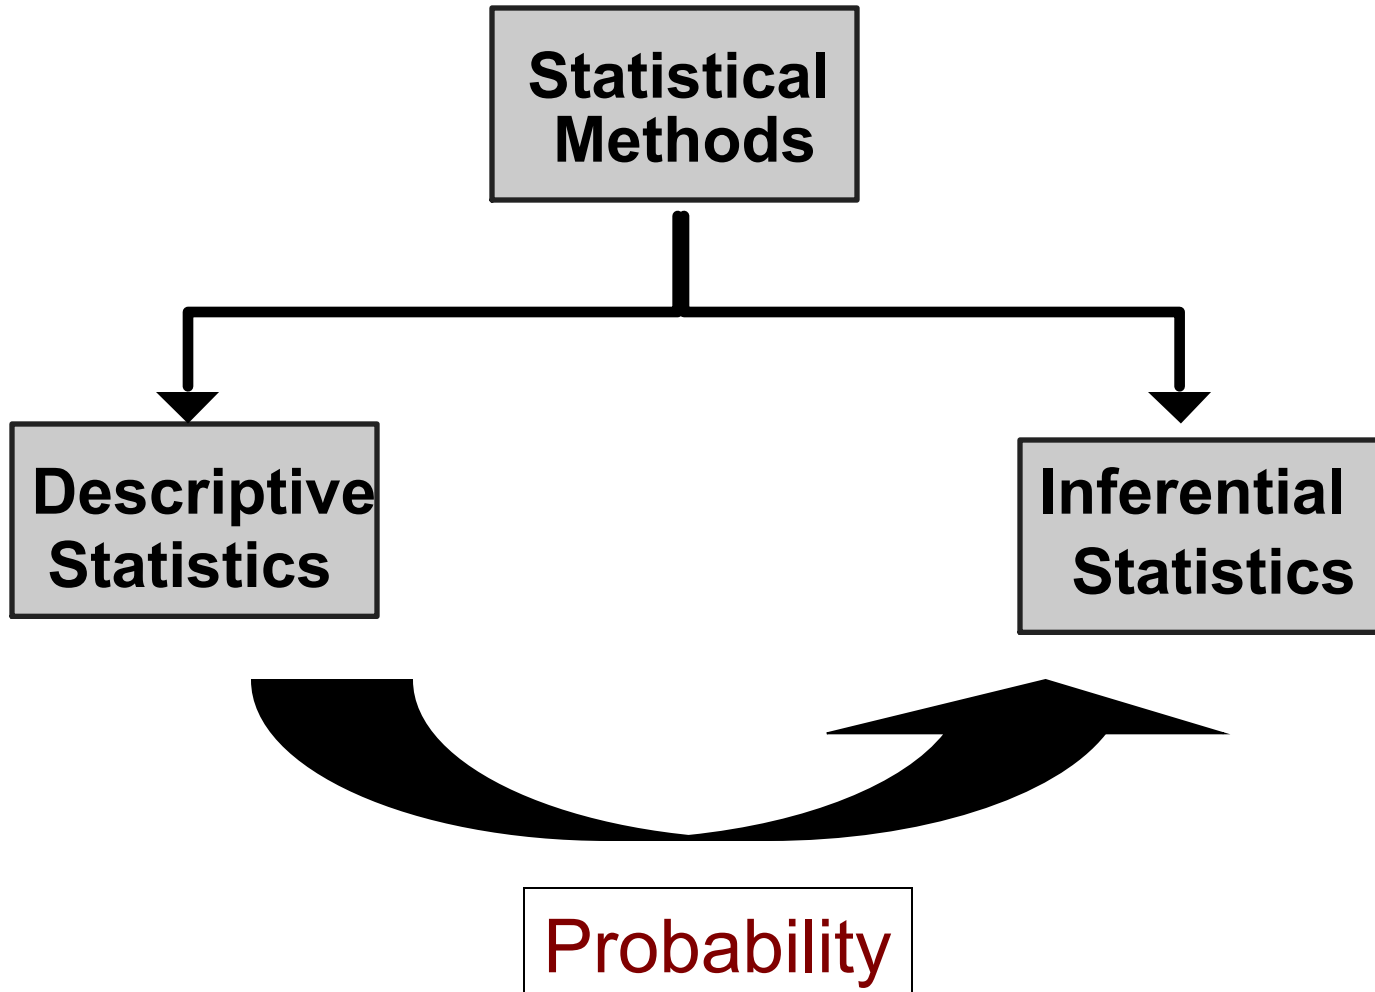 Statistical
Methods
Descriptive
Statistics
Inferential
Statistics
Probability